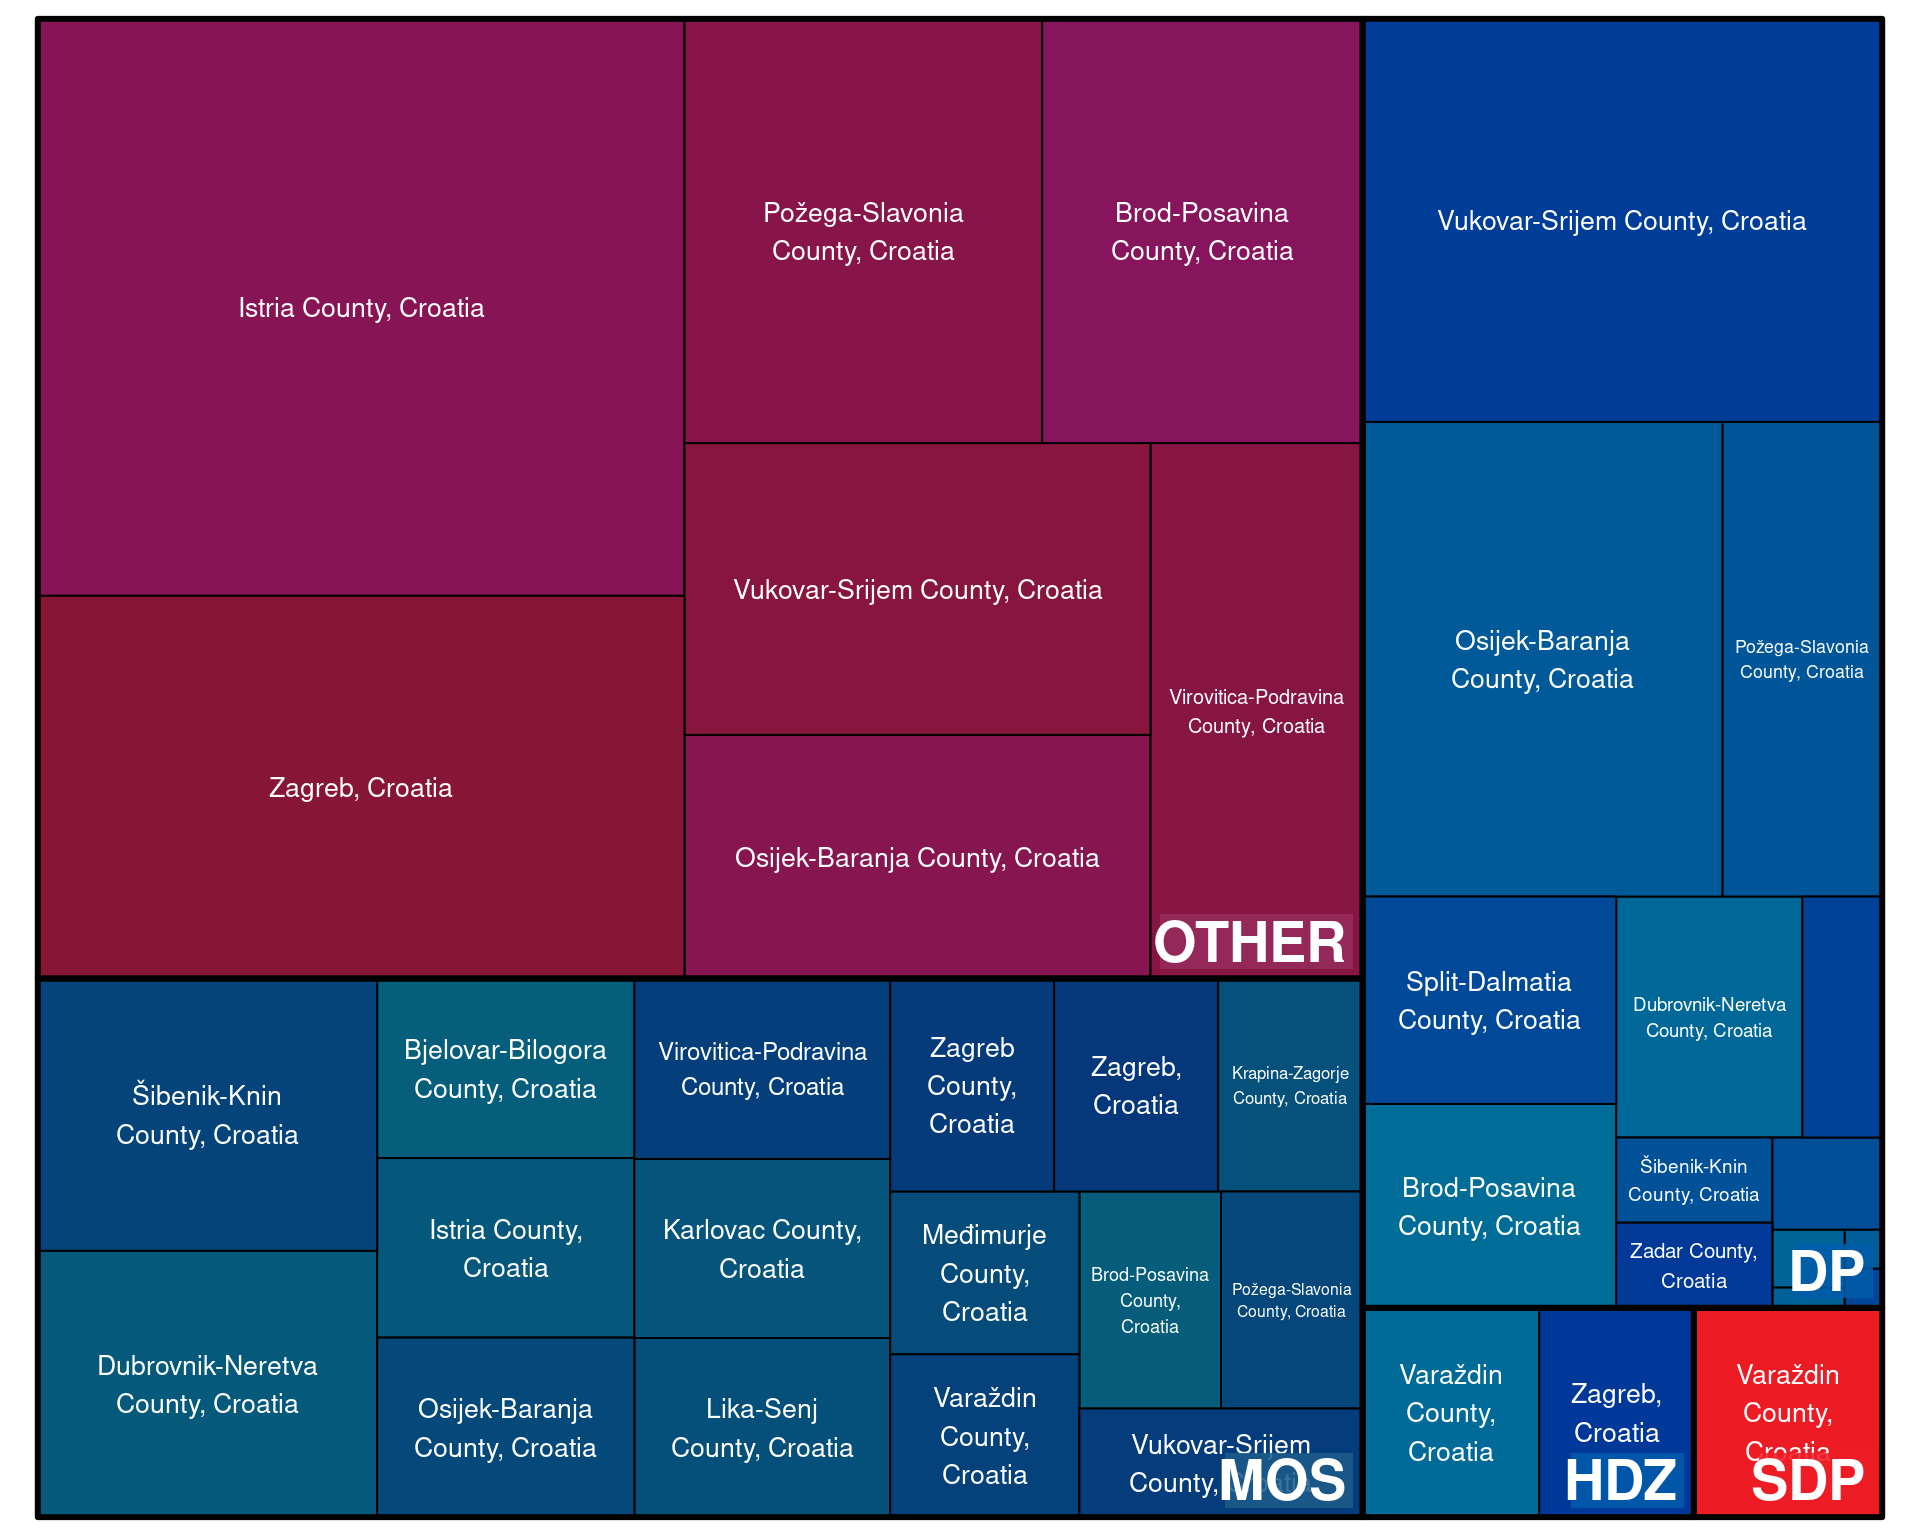 Istria County, Croatia
Zagreb, Croatia
Požega-Slavonia
County, Croatia
Brod-Posavina
County, Croatia
Vukovar-Srijem County, Croatia
Osijek-Baranja County, Croatia
Virovitica-Podravina
County, Croatia
OTHER
Vukovar-Srijem County, Croatia
Osijek-Baranja
County, Croatia
Požega-Slavonia
County, Croatia
Split-Dalmatia
County, Croatia
Dubrovnik-Neretva
County, Croatia
Brod-Posavina
County, Croatia
Šibenik-Knin
County, Croatia
Zadar County,
Croatia
DP
Šibenik-Knin
County, Croatia
Dubrovnik-Neretva
County, Croatia
Bjelovar-Bilogora
County, Croatia
Istria County,
Croatia
Osijek-Baranja
County, Croatia
Virovitica-Podravina
County, Croatia
Karlovac County,
Croatia
Lika-Senj
County, Croatia
Zagreb
County,
Croatia
Zagreb,
Croatia
Krapina-Zagorje
County, Croatia
Međimurje
County,
Croatia
Varaždin
County,
Croatia
Brod-Posavina
County,
Croatia
Požega-Slavonia
County, Croatia
Vukovar-Srijem
County,
MOS
Varaždin
County,
Croatia
Zagreb,
Croatia
HDZ
Varaždin
County,
Croatia
SDP